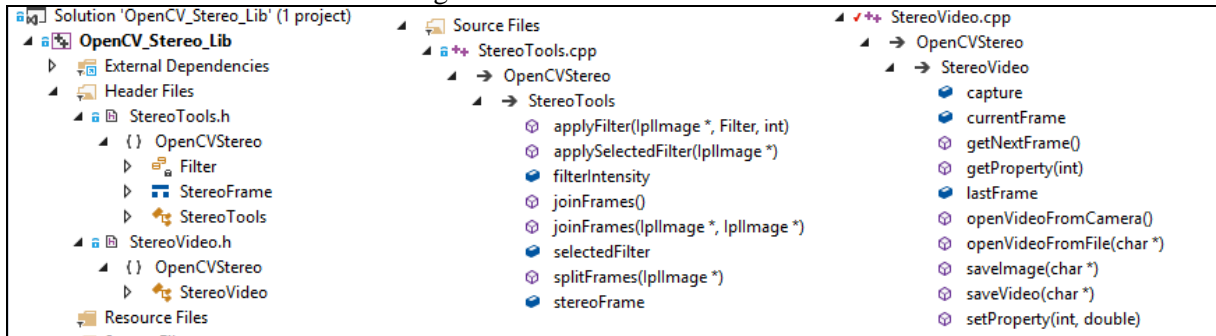 Solution 'OpenCV_Stereo_Lib' (1 project)
OpenCV_Stereo_Lib
External Dependencies
Header Files
StereoTools.h
{ } OpenCVStereo
Filter
StereoFrame
StereoTools
StereoVideo.h
{ } OpenCVStereo
StereoVideo
Resource Files
Source Files
StereoTools.cpp
OpenCVStereo
StereoTools
applyFilter(IplImage *, Filter, int)
applySelectedFilter(IplImage *)
filterIntensity
joinFrames()
joinFrames(IplImage *, IplImage *)
selectedFilter
splitFrames(IplImage *)
stereoFrame
StereoVideo.cpp
OpenCVStereo
StereoVideo
capture
currentFrame
getNextFrame()
getProperty(int)
lastFrame
openVideoFromCamera()
openVideoFromFile(char *)
saveImage(char *)
saveVideo(char *)
setProperty(int, double)